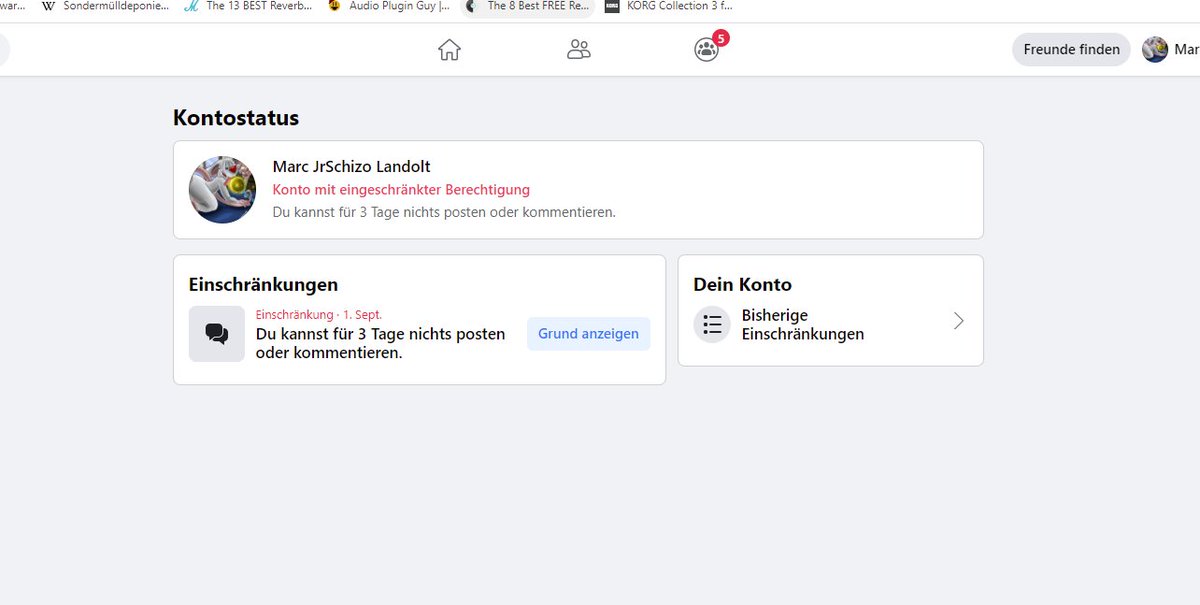 war...
Sondermülldeponie...
The 13 BEST Reverb...
Audio Plugin Guy |...
The 8 Best FREE Re...
KORG
KORG Collection 3 f...
5
Freunde finden
Mar
Kontostatus
Marc JrSchizo Landolt
Konto mit eingeschränkter Berechtigung
Du kannst für 3 Tage nichts posten oder kommentieren.
Einschränkungen
Einschränkung · 1. Sept.
Du kannst für 3 Tage nichts posten
oder kommentieren.
Grund anzeigen
Dein Konto
Bisherige
Einschränkungen